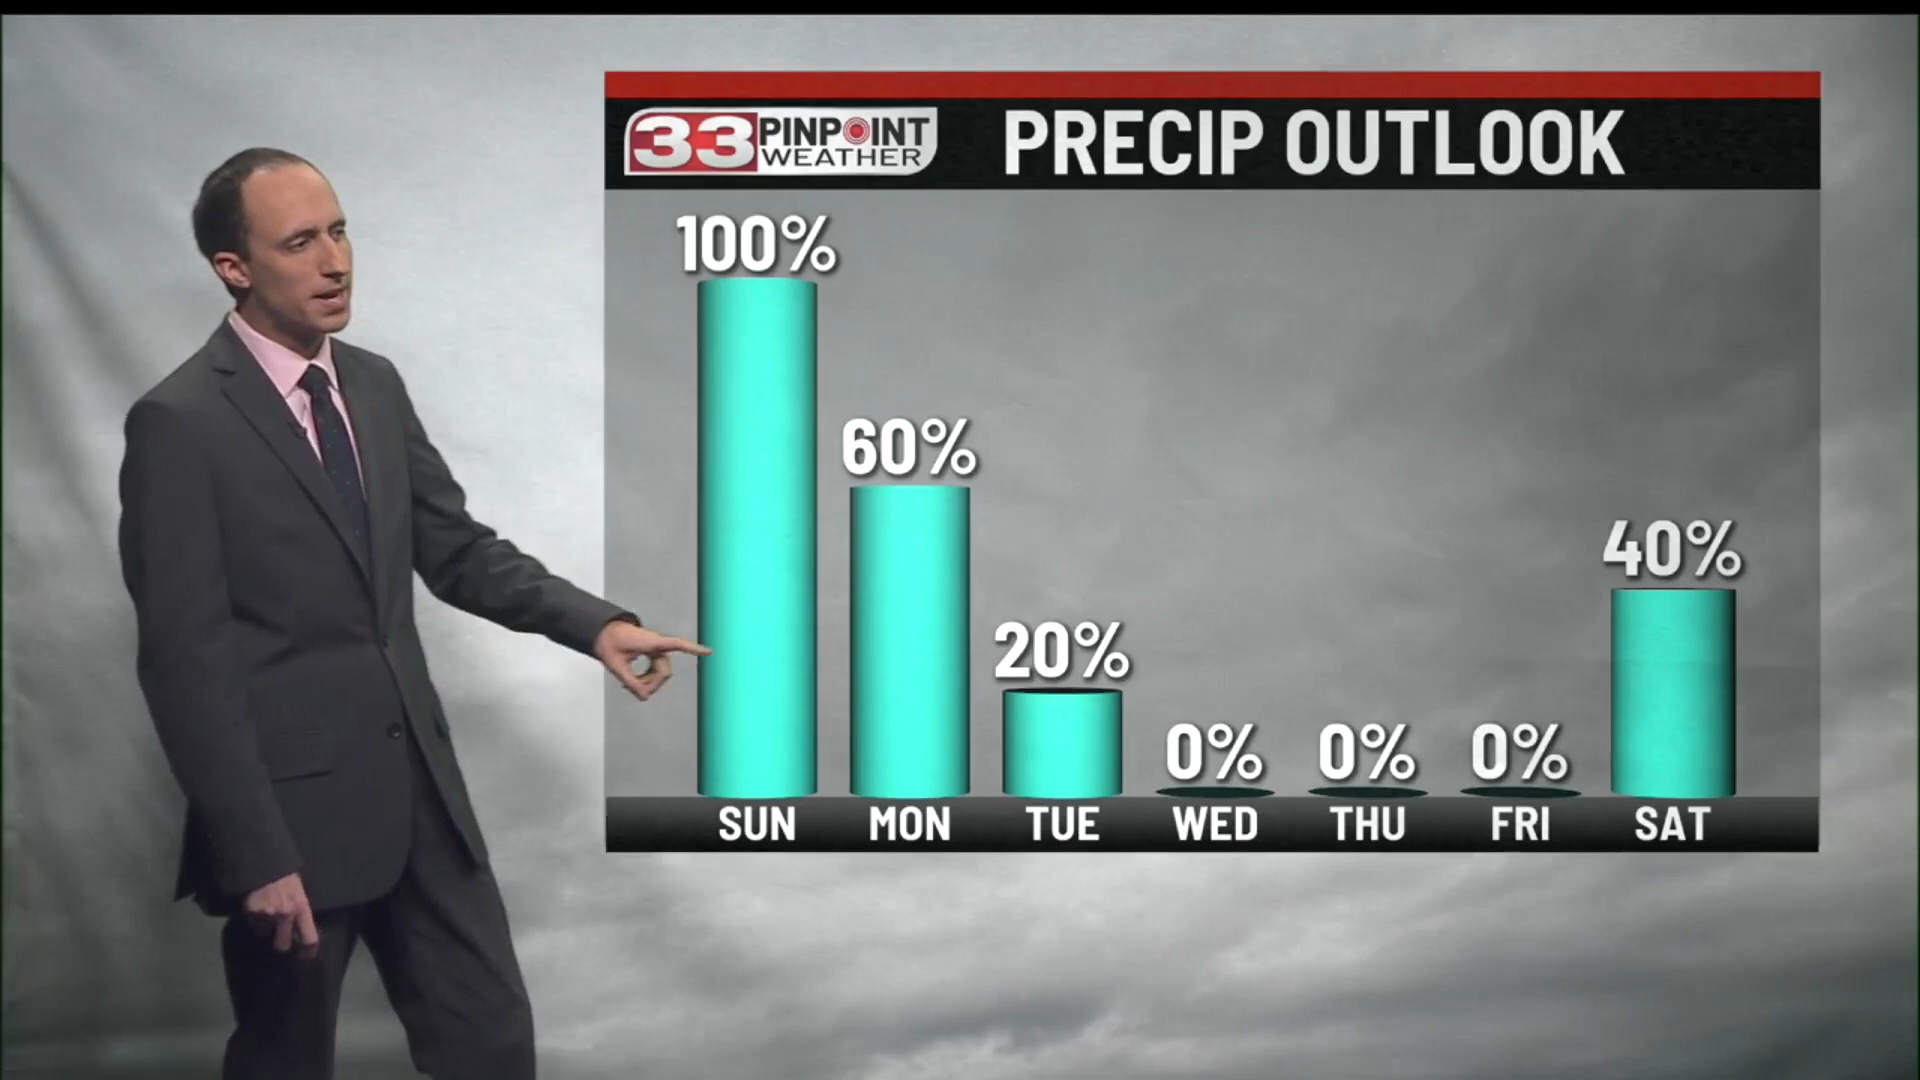 33 PINPOINT WEATHER
PRECIP OUTLOOK
100%
60%
20%
0%
0%
0%
40%
SUN
MON
TUE
WED
THU
FRI
SAT